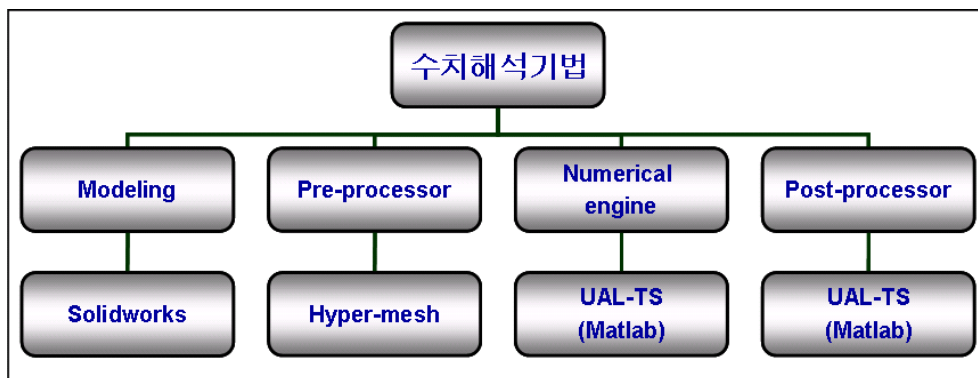 수치해석기법
Modeling
Pre-processor
Numerical
engine
Post-processor
Solidworks
Hyper-mesh
UAL-TS
(Matlab)
UAL-TS
(Matlab)